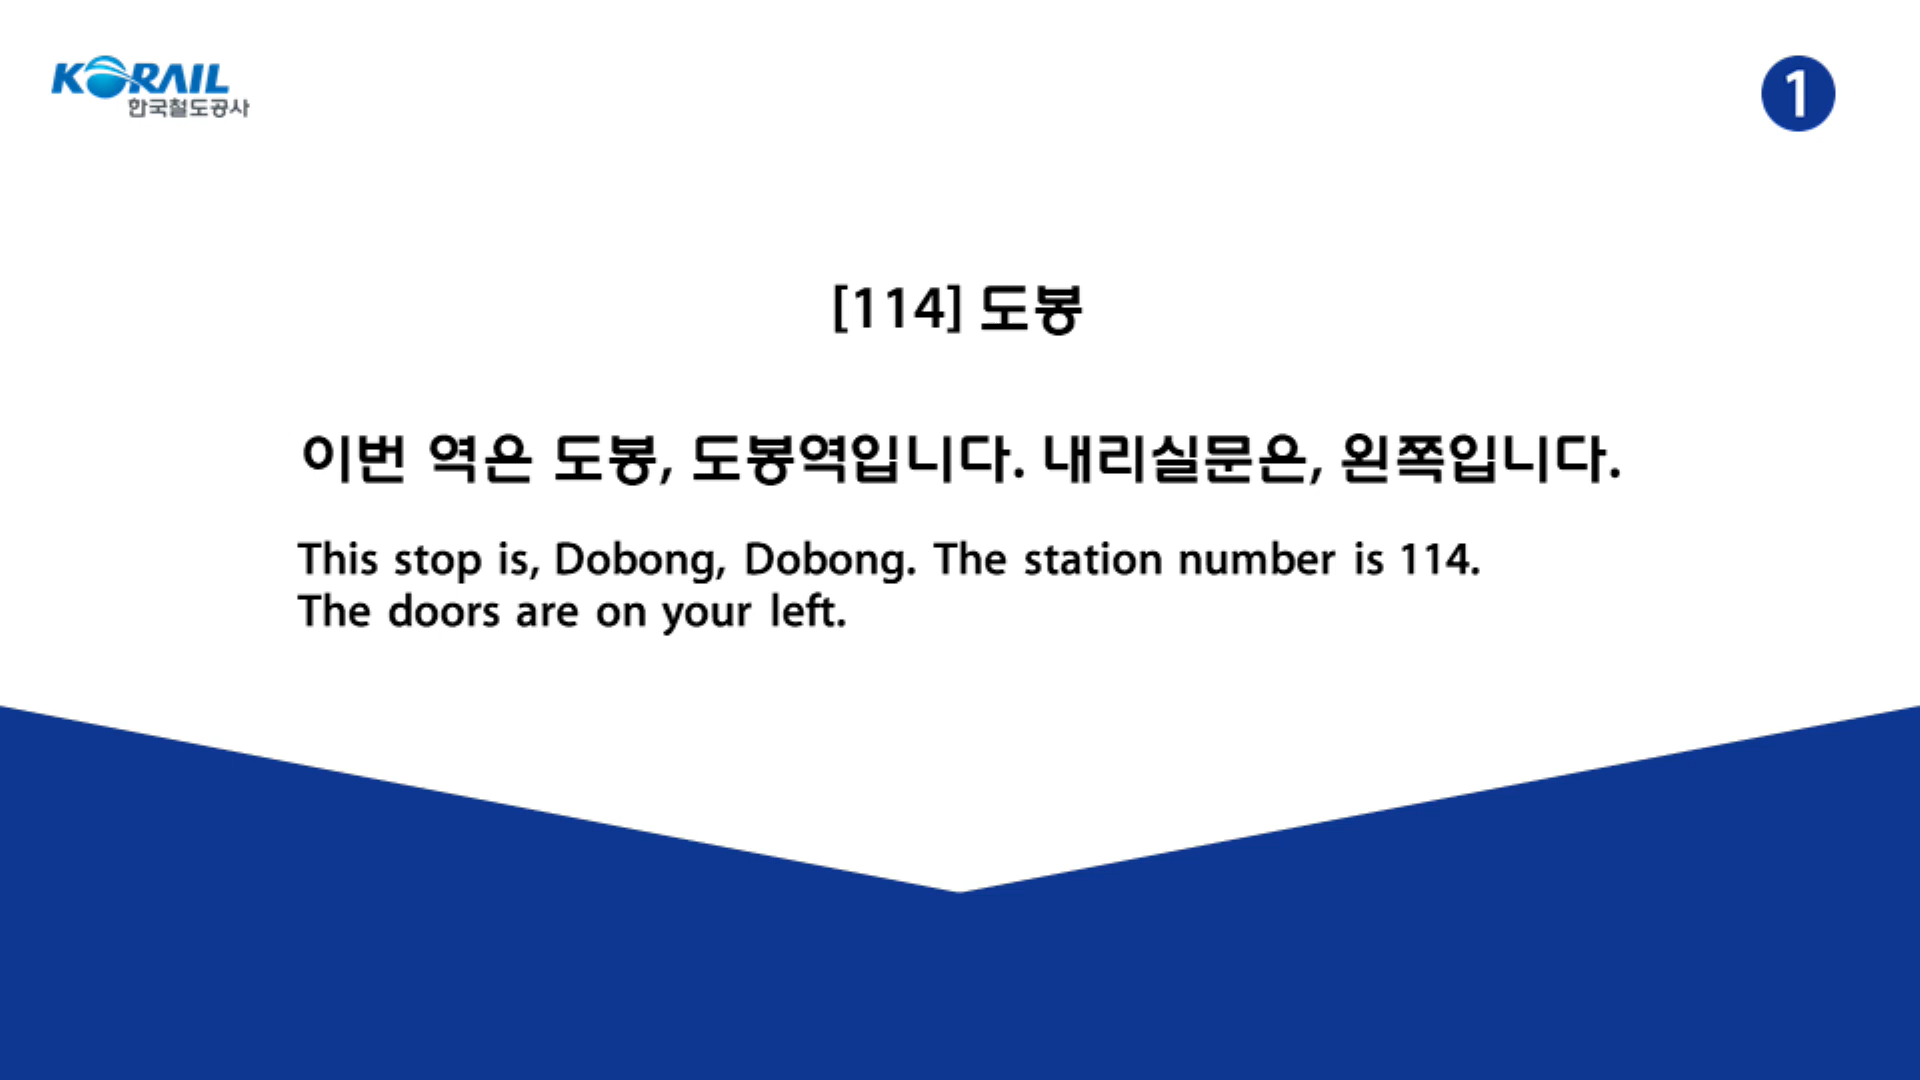 KORAIL
한국철도공사
1
[114] 도봉
이번 역은 도봉, 도봉역입니다. 내리실문은, 왼쪽입니다.
This stop is, Dobong, Dobong. The station number is 114.
The doors are on your left.